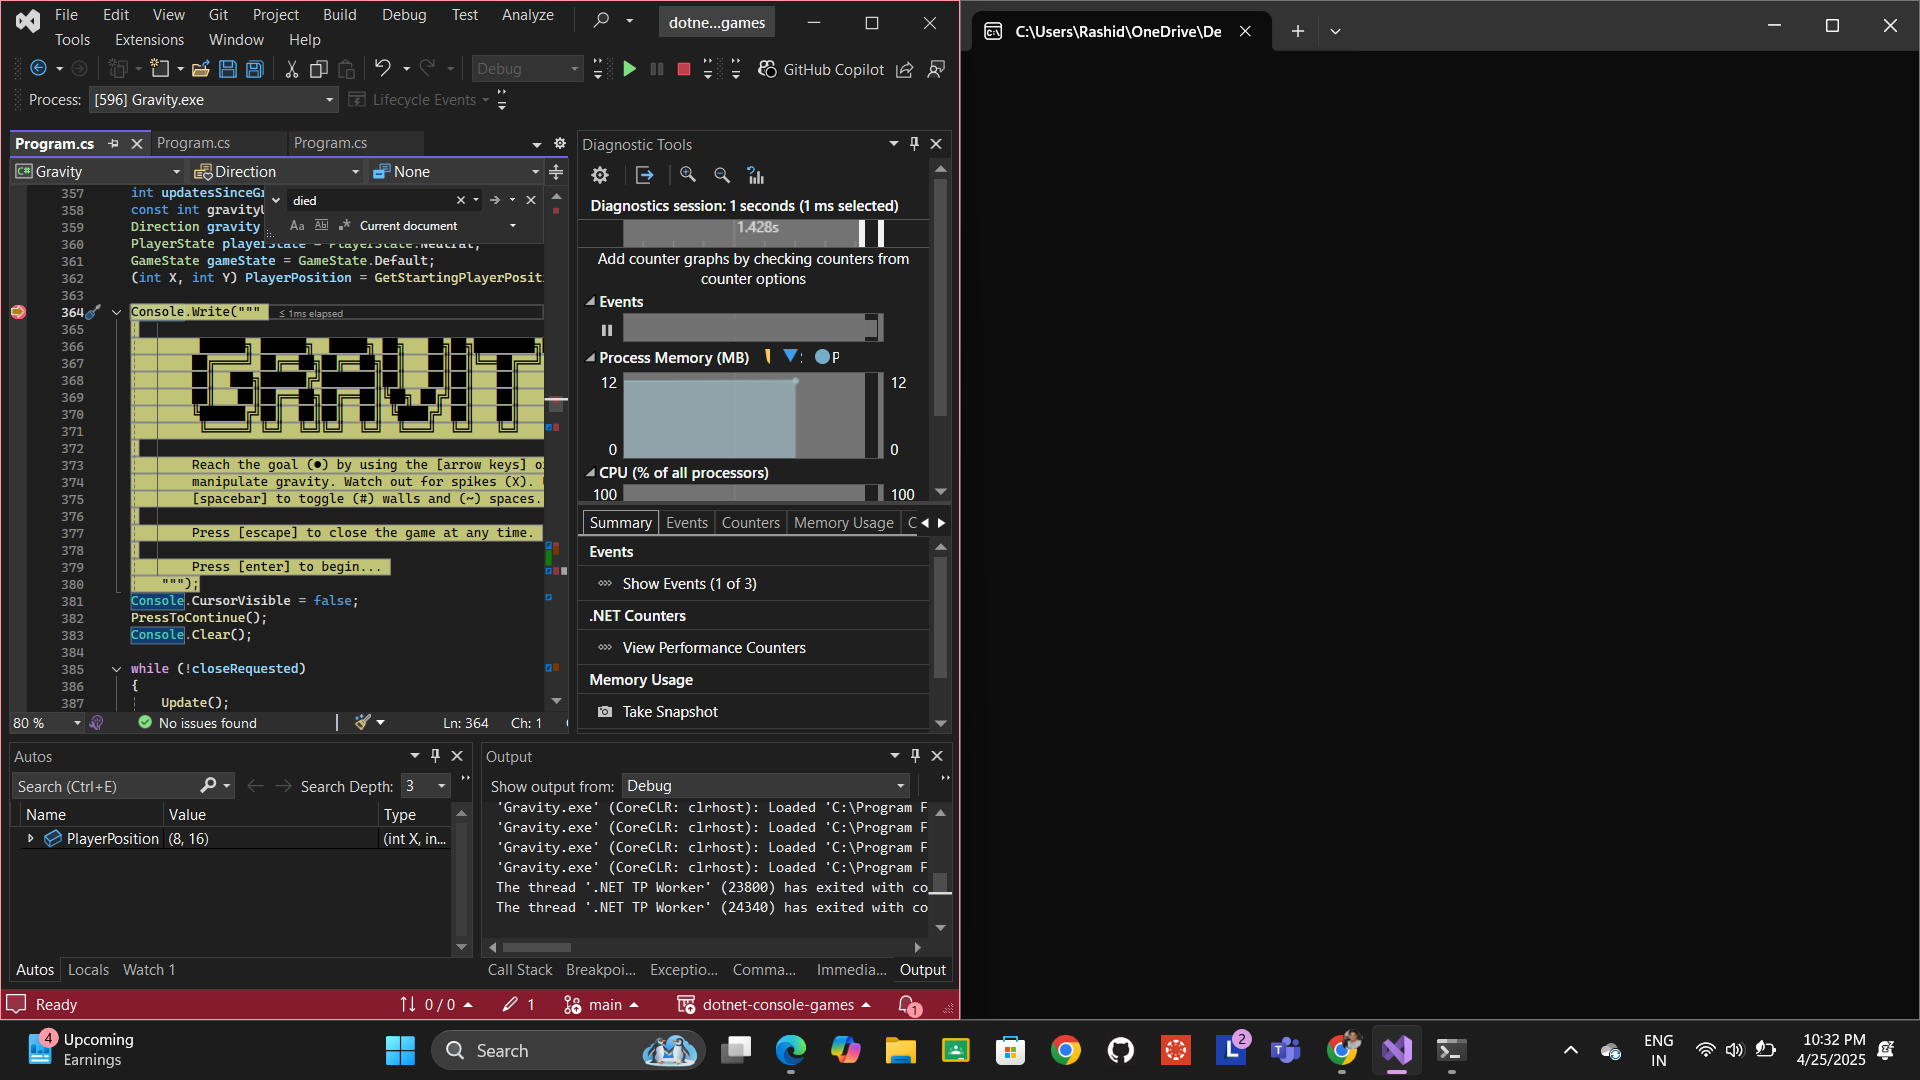 File Edit View Git Project Build Debug Test Analyze
dotne...games
Tools Extensions Window Help
Debug
GitHub Copilot
Process: [596] Gravity.exe Lifecycle Events
Program.cs Program.cs Program.cs
C# Gravity Direction None
died
Aa Ab Current document
357 int updatesSinceGr
358 const int gravityU
359 Direction gravity
360 PlayerState playerState = PlayerState.Neutral;
361 GameState gameState = GameState.Default;
362 (int X, int Y) PlayerPosition = GetStartingPlayerPositi
363
364 Console.Write(""" ≤ 1ms elapsed
365
366
367
368
369
370
371
372
373 Reach the goal (●) by using the [arrow keys] o
374 manipulate gravity. Watch out for spikes (X).
375 [spacebar] to toggle (#) walls and (~) spaces.
376
377 Press [escape] to close the game at any time.
378
379 Press [enter] to begin...
380 """);
381 Console.CursorVisible = false;
382 PressToContinue();
383 Console.Clear();
384
385 while (!closeRequested)
386 {
387 Update();
80 % No issues found Ln: 364 Ch: 1
Diagnostic Tools
Diagnostics session: 1 seconds (1 ms selected)
1.428s
Add counter graphs by checking counters from
counter options
Events
Process Memory (MB) P
12 12
0 0
CPU (% of all processors)
100 100
Summary Events Counters Memory Usage C
Events
Show Events (1 of 3)
.NET Counters
View Performance Counters
Memory Usage
Take Snapshot
Autos
Search (Ctrl+E) Search Depth: 3
Name Value Type
PlayerPosition (8, 16) (int X, in...
Autos Locals Watch 1
Output
Show output from: Debug
'Gravity.exe' (CoreCLR: clrhost): Loaded 'C:\Program F
'Gravity.exe' (CoreCLR: clrhost): Loaded 'C:\Program F
'Gravity.exe' (CoreCLR: clrhost): Loaded 'C:\Program F
'Gravity.exe' (CoreCLR: clrhost): Loaded 'C:\Program F
The thread '.NET TP Worker' (23800) has exited with co
The thread '.NET TP Worker' (24340) has exited with co
Call Stack Breakpoi... Exceptio... Comma... Immedia... Output
Ready 0 / 0 1 main dotnet-console-games 1
C:\Users\Rashid\OneDrive\De
4 Upcoming
Earnings
Search
L 2
ENG
IN
10:32 PM
4/25/2025